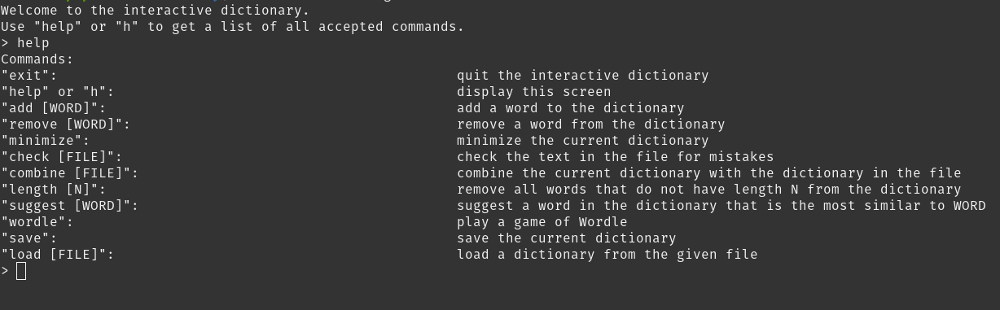 Welcome to the interactive dictionary.
Use "help" or "h" to get a list of all accepted commands.
> help
Commands:
"exit": quit the interactive dictionary
"help" or "h": display this screen
"add [WORD]": add a word to the dictionary
"remove [WORD]": remove a word from the dictionary
"minimize": minimize the current dictionary
"check [FILE]": check the text in the file for mistakes
"combine [FILE]": combine the current dictionary with the dictionary in the file
"length [N]": remove all words that do not have length N from the dictionary
"suggest [WORD]": suggest a word in the dictionary that is the most similar to WORD
"wordle": play a game of Wordle
"save": save the current dictionary
"load [FILE]": load a dictionary from the given file
>